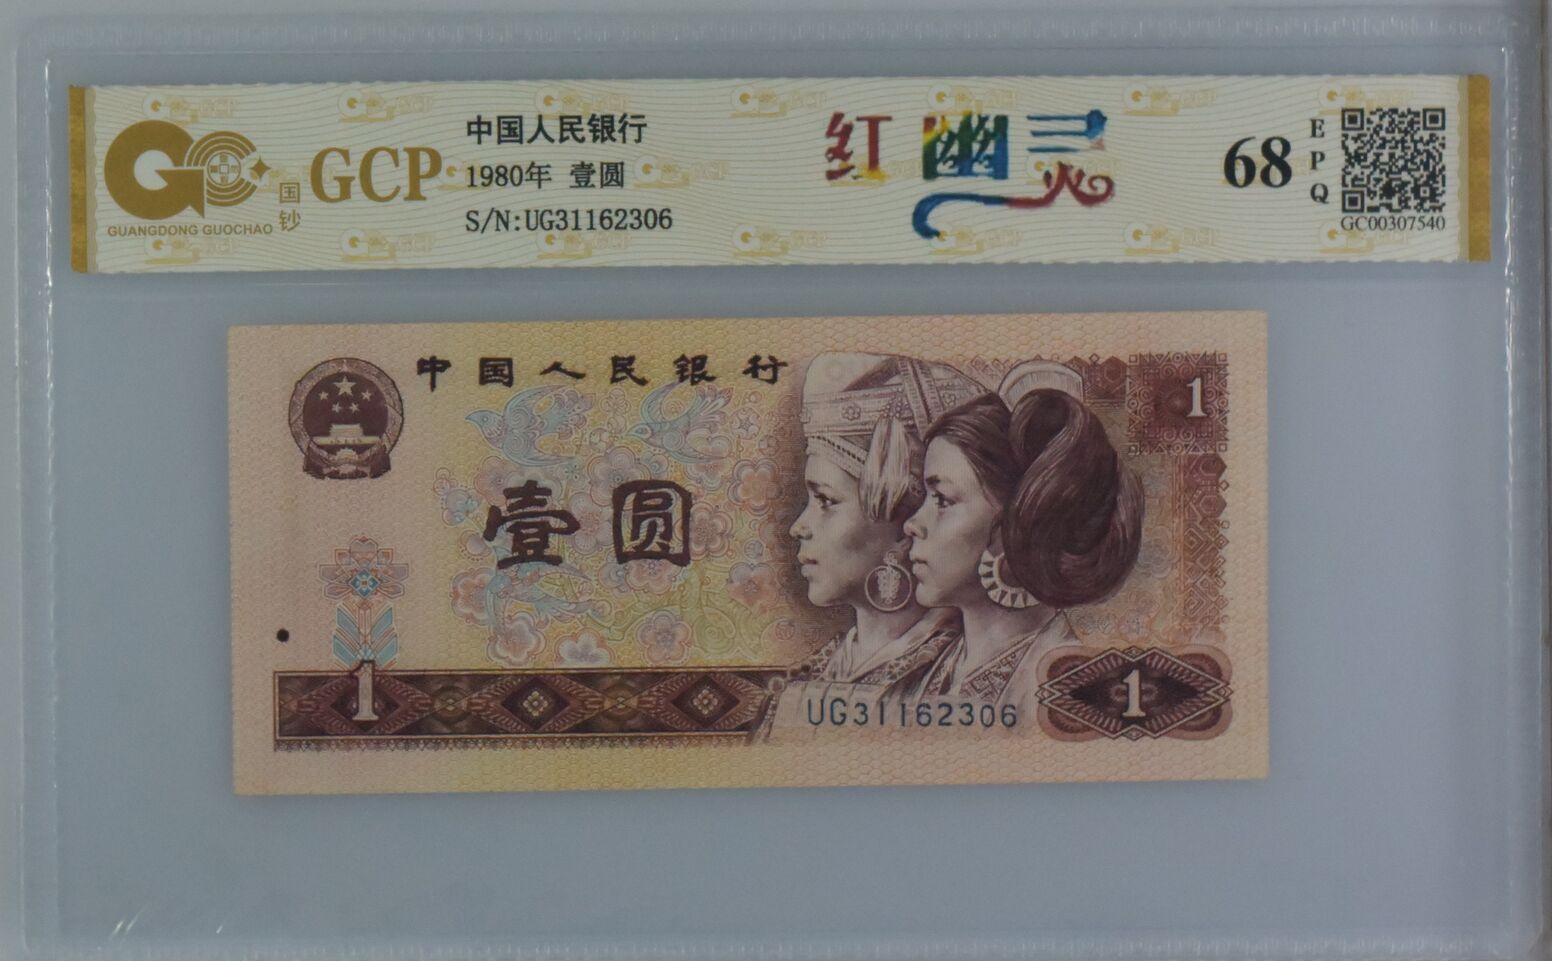 GUANGDONG GUOCHAO
国钞
GCP
中国人民银行
1980年 壹圆
S/N:UG31162306
红幽灵
68
EPQ
GC00307540
中国人民银行
1
壹圆
1
UG31162306
1